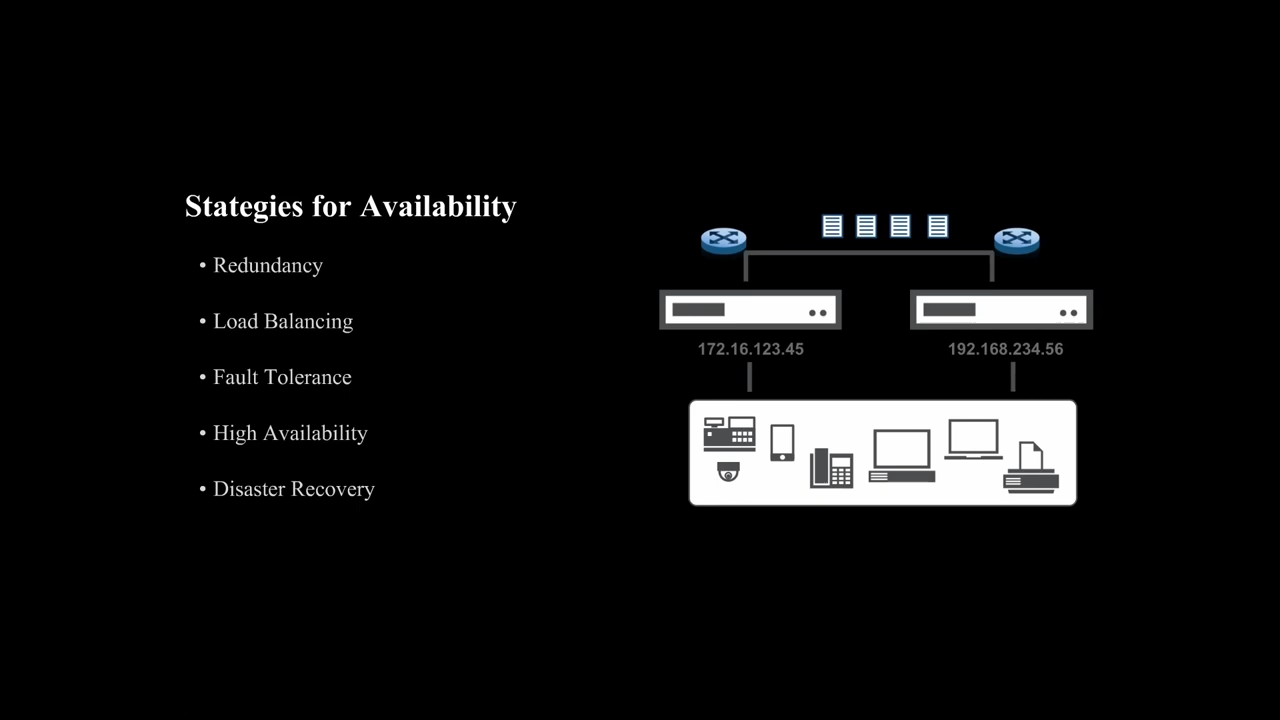 Stategies for Availability
• Redundancy
• Load Balancing
• Fault Tolerance
• High Availability
• Disaster Recovery
172.16.123.45
192.168.234.56